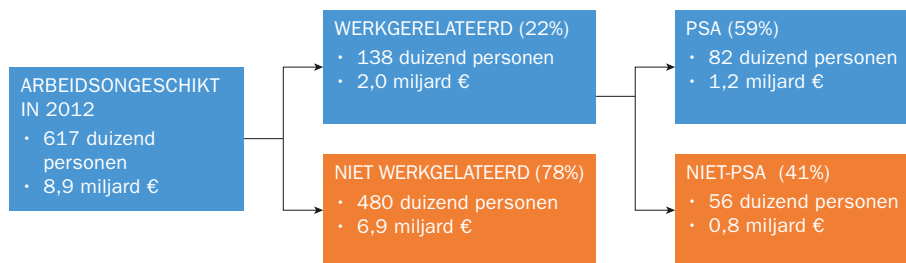 ARBEIDSONGESCHIKT
IN 2012
· 617 duizend
personen
· 8,9 miljard €
WERKGERELATEERD (22%)
· 138 duizend personen
· 2,0 miljard €
NIET WERKGELATEERD (78%)
· 480 duizend personen
· 6,9 miljard €
PSA (59%)
· 82 duizend personen
· 1,2 miljard €
NIET-PSA (41%)
· 56 duizend personen
· 0,8 miljard €